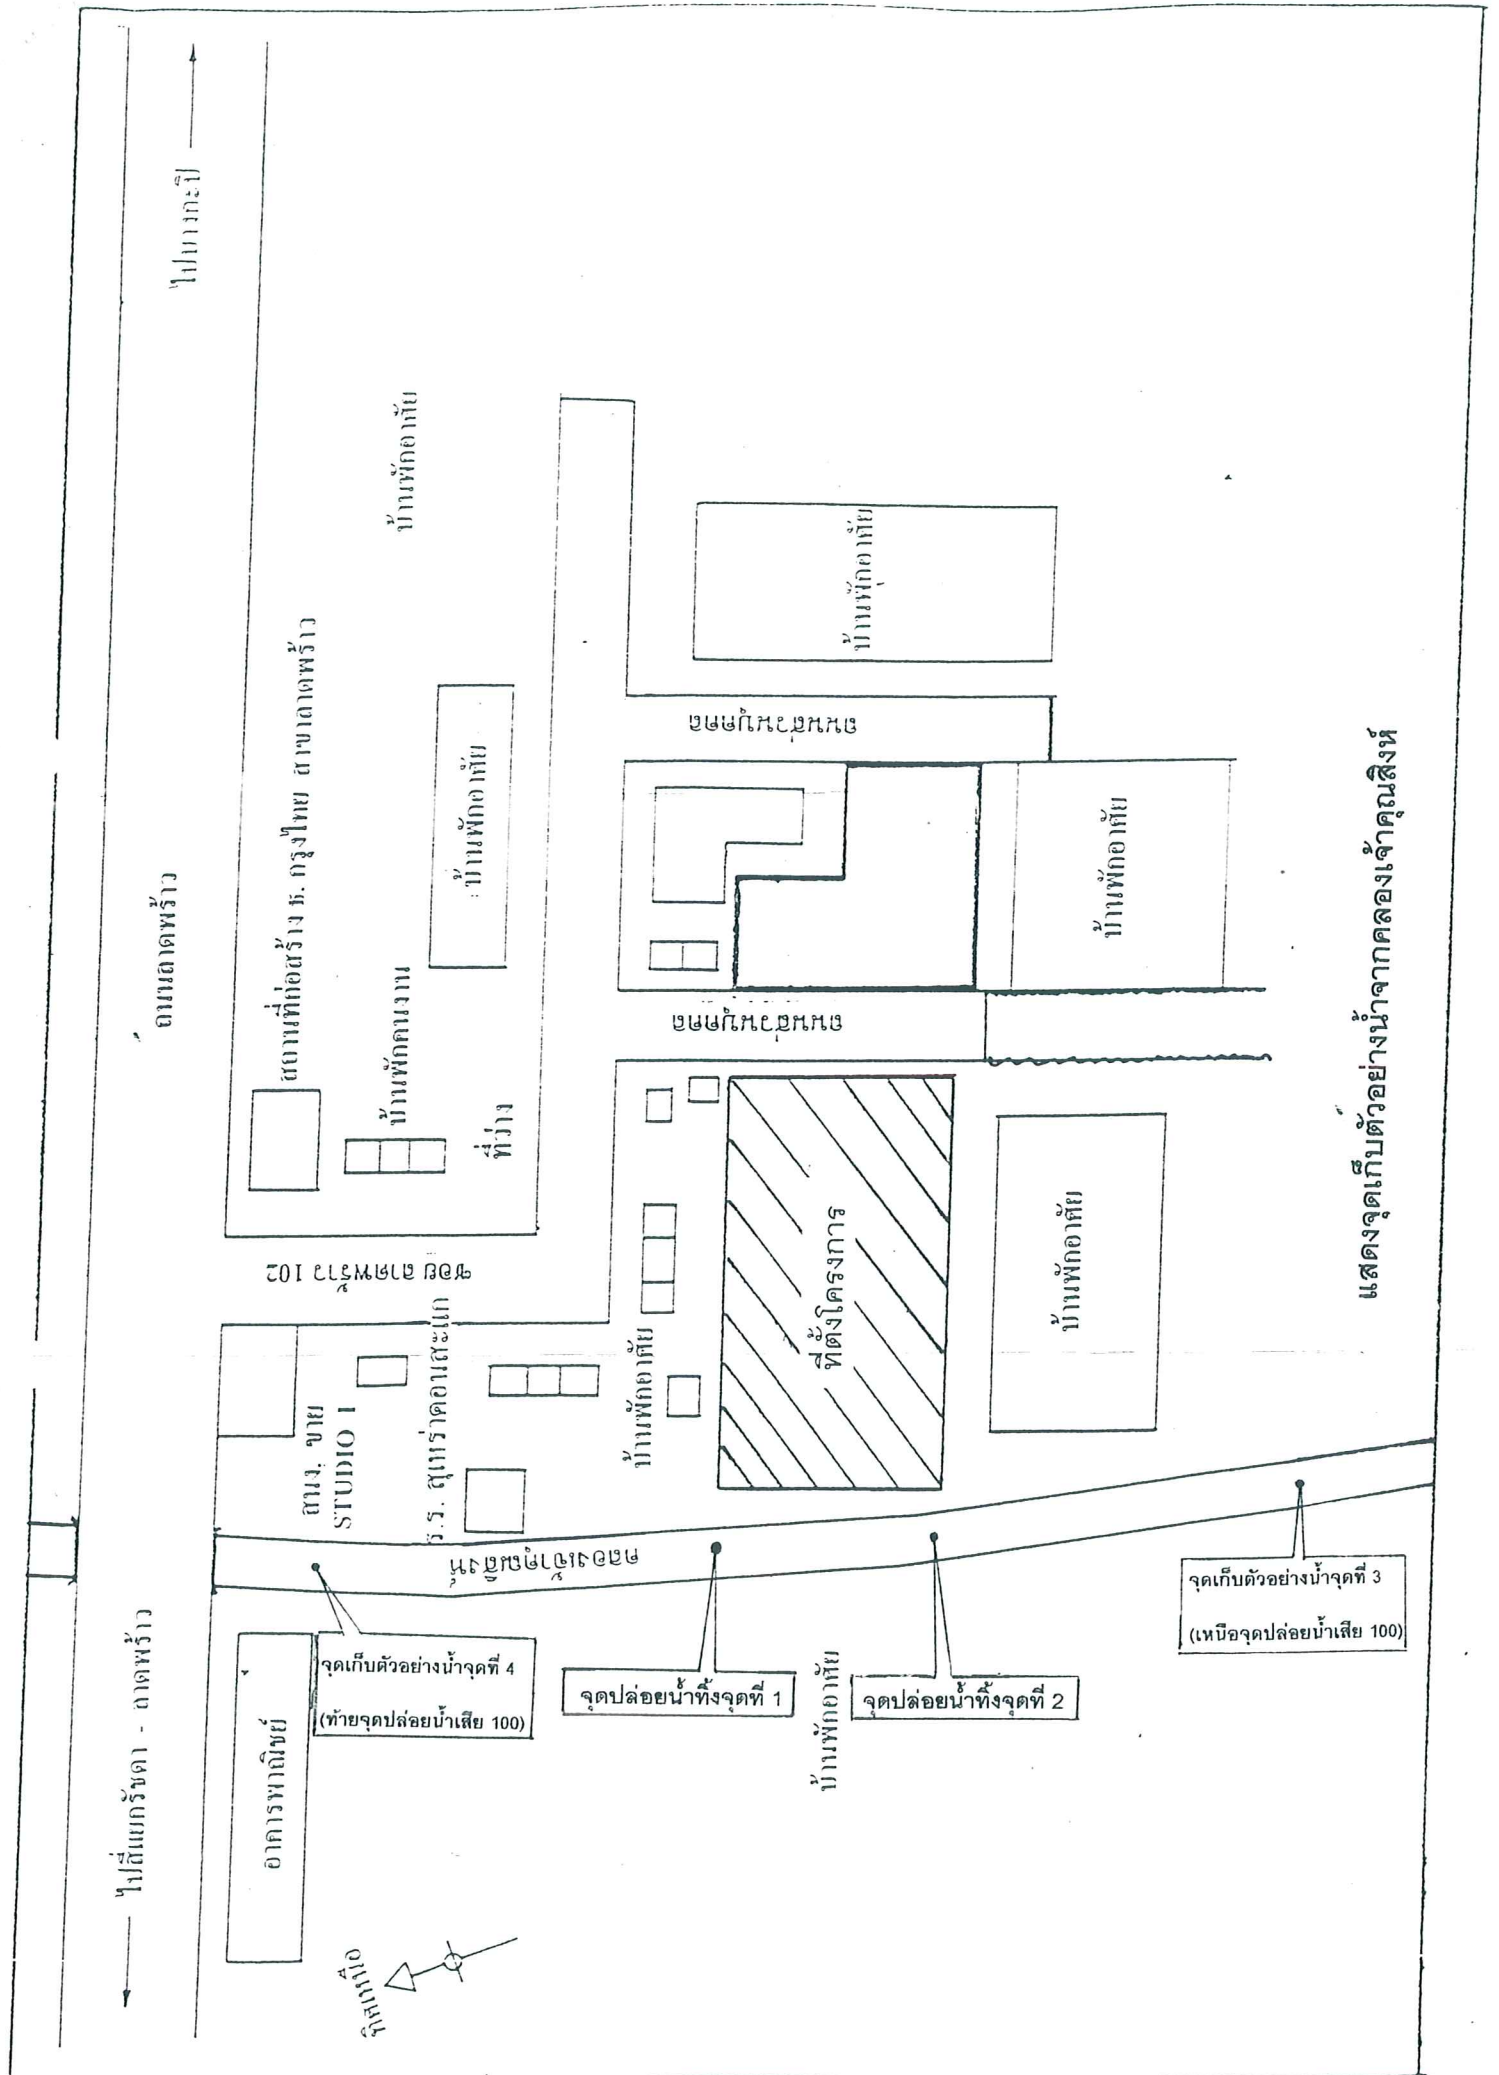 ไปบางกะปิ
ถนนลาดพร้าว
ไปสี่แยกรัชดา - ลาดพร้าว
บ้านพักอาศัย
สถานที่ก่อสร้าง ธ. กรุงไทย สาขาลาดพร้าว
บ้านพักอาศัย
บ้านพักคนงาน
ที่ว่าง
บ้านพักอาศัย
ถนนส่วนบุคคล
ถนนส่วนบุคคล
บ้านพักอาศัย
ซอย ลาดพร้าว 102
สนง. ขาย
STUDIO 1
ร.ร. สุเหร่าดอนสะแก
บ้านพักอาศัย
ที่ตั้งโครงการ
บ้านพักอาศัย
คลองเจ้าคุณสิงห์
จุดเก็บตัวอย่างน้ำจุดที่ 4
(ท้ายจุดปล่อยน้ำเสีย 100)
จุดปล่อยน้ำทิ้งจุดที่ 1
จุดปล่อยน้ำทิ้งจุดที่ 2
จุดเก็บตัวอย่างน้ำจุดที่ 3
(เหนือจุดปล่อยน้ำเสีย 100)
อาคารพาณิชย์
บ้านพักอาศัย
ทิศเหนือ
แสดงจุดเก็บตัวอย่างน้ำจากคลองเจ้าคุณสิงห์